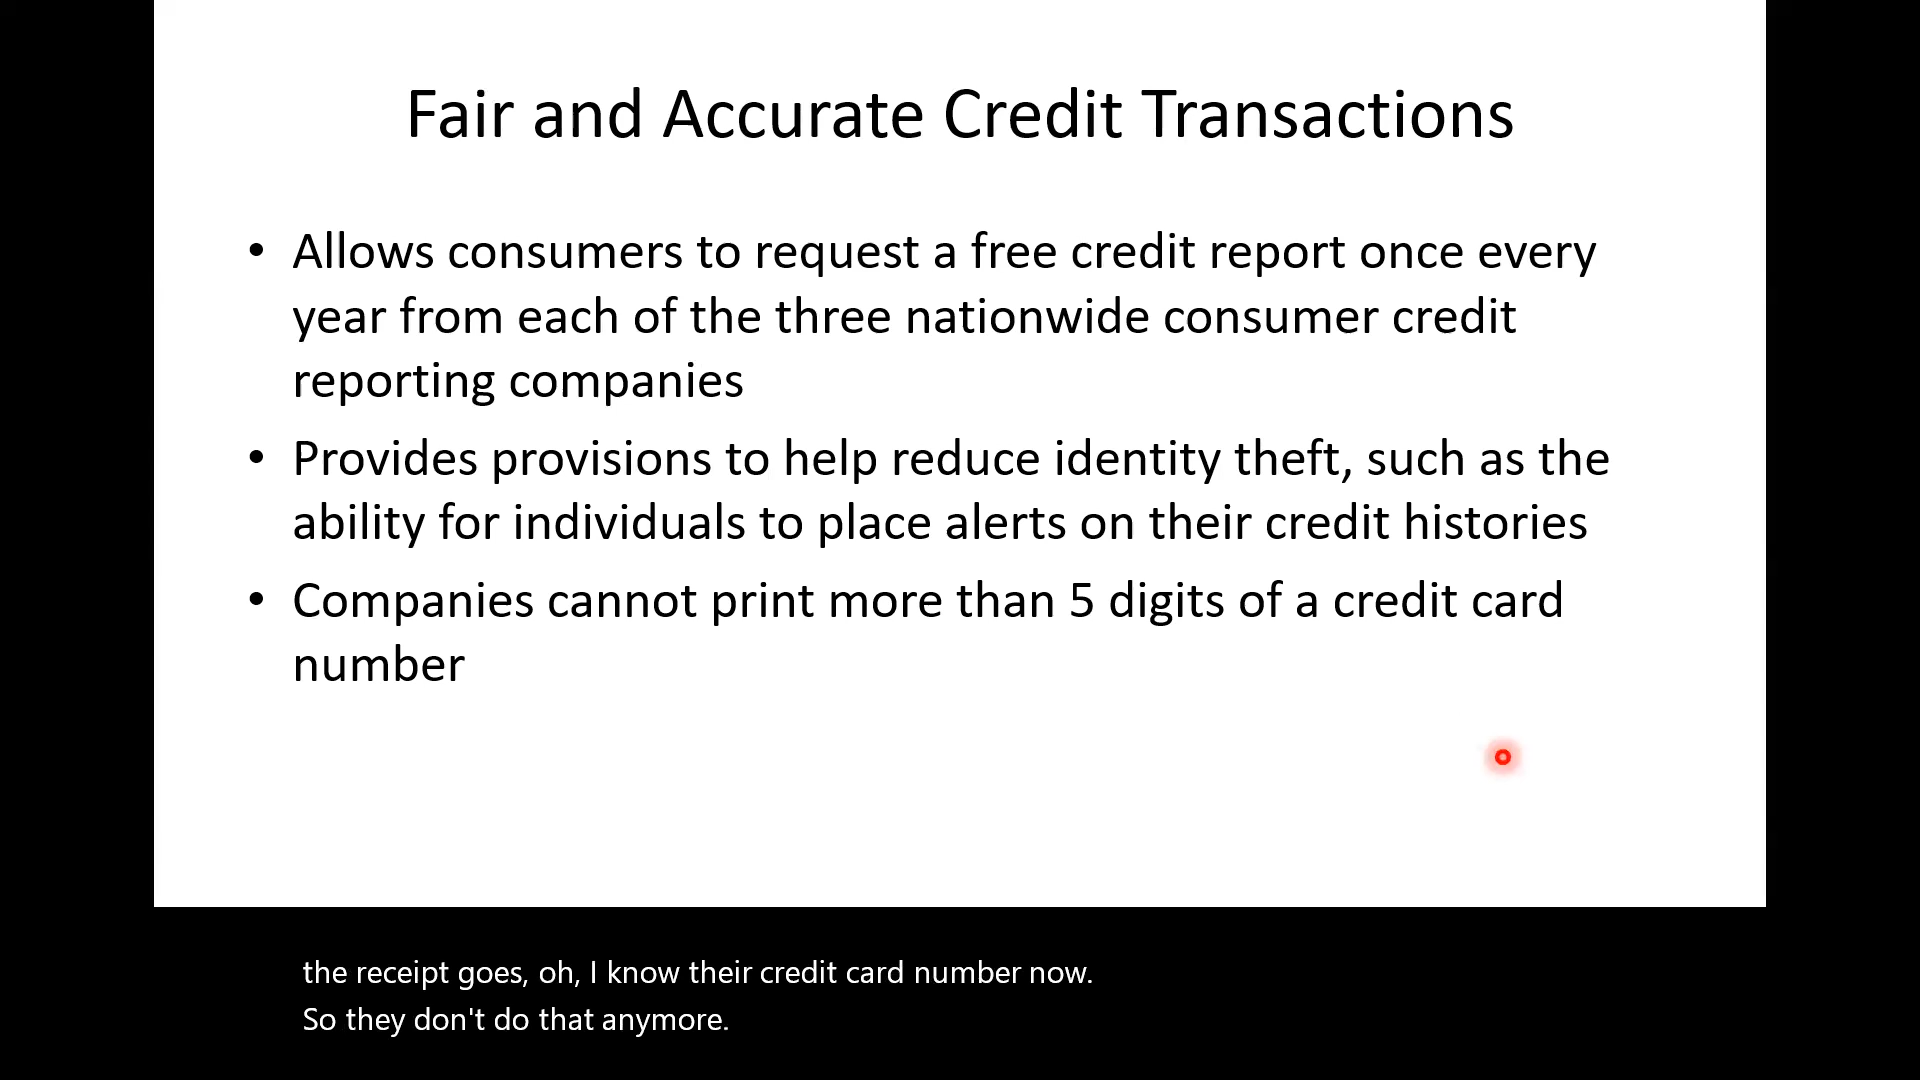 Fair and Accurate Credit Transactions
• Allows consumers to request a free credit report once every
year from each of the three nationwide consumer credit
reporting companies
• Provides provisions to help reduce identity theft, such as the
ability for individuals to place alerts on their credit histories
• Companies cannot print more than 5 digits of a credit card
number
the receipt goes, oh, I know their credit card number now.
So they don't do that anymore.